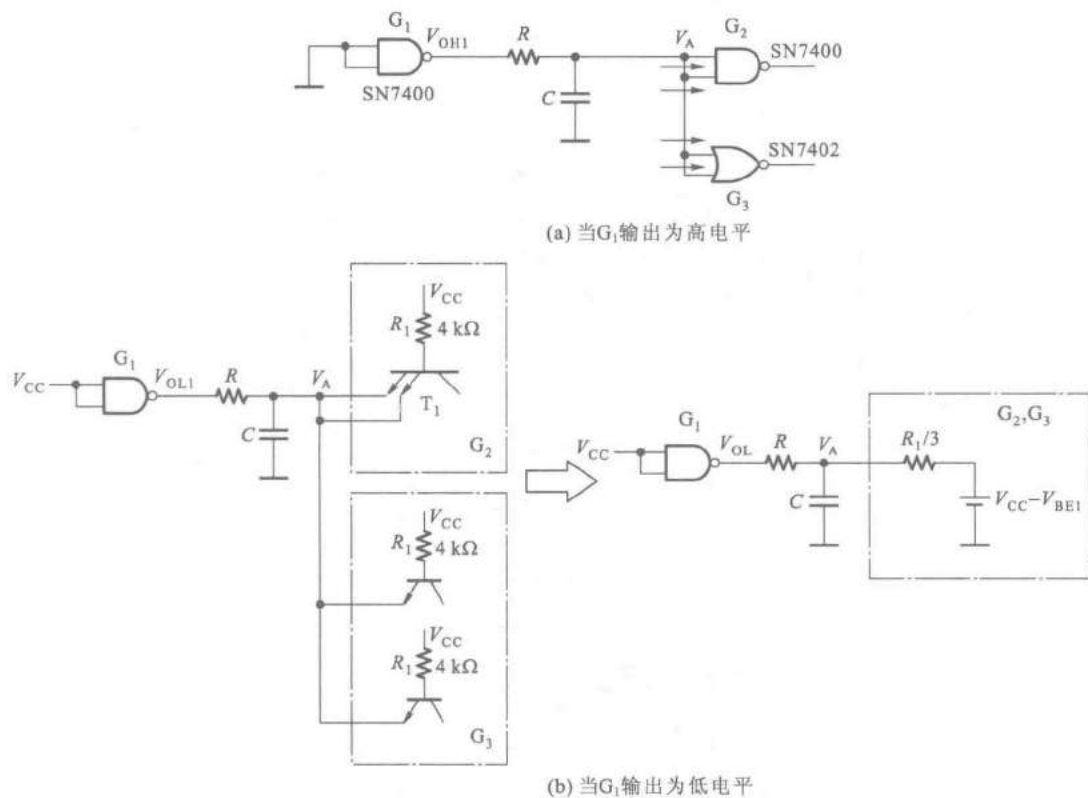 G₁
V_OH1
R
V_A
G₂
SN7400
SN7400
C
SN7402
G₃
(a) 当G₁输出为高电平
V_CC
R₁
4 kΩ
G₁
V_CC
V_OL1
R
V_A
T₁
C
G₂
V_CC
R₁
4 kΩ
V_CC
R₁
4 kΩ
G₃
G₂,G₃
G₁
V_CC
V_OL
R
V_A
R₁/3
C
V_CC−V_BE1
(b) 当G₁输出为低电平